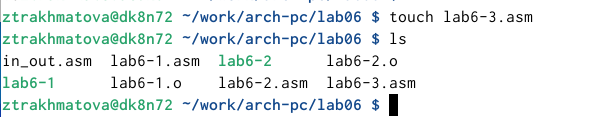 ztrakhmatova@dk8n72 ~/work/arch-pc/lab06 $ touch lab6-3.asm
ztrakhmatova@dk8n72 ~/work/arch-pc/lab06 $ ls
in_out.asm  lab6-1.asm  lab6-2      lab6-2.o
lab6-1      lab6-1.o    lab6-2.asm  lab6-3.asm
ztrakhmatova@dk8n72 ~/work/arch-pc/lab06 $